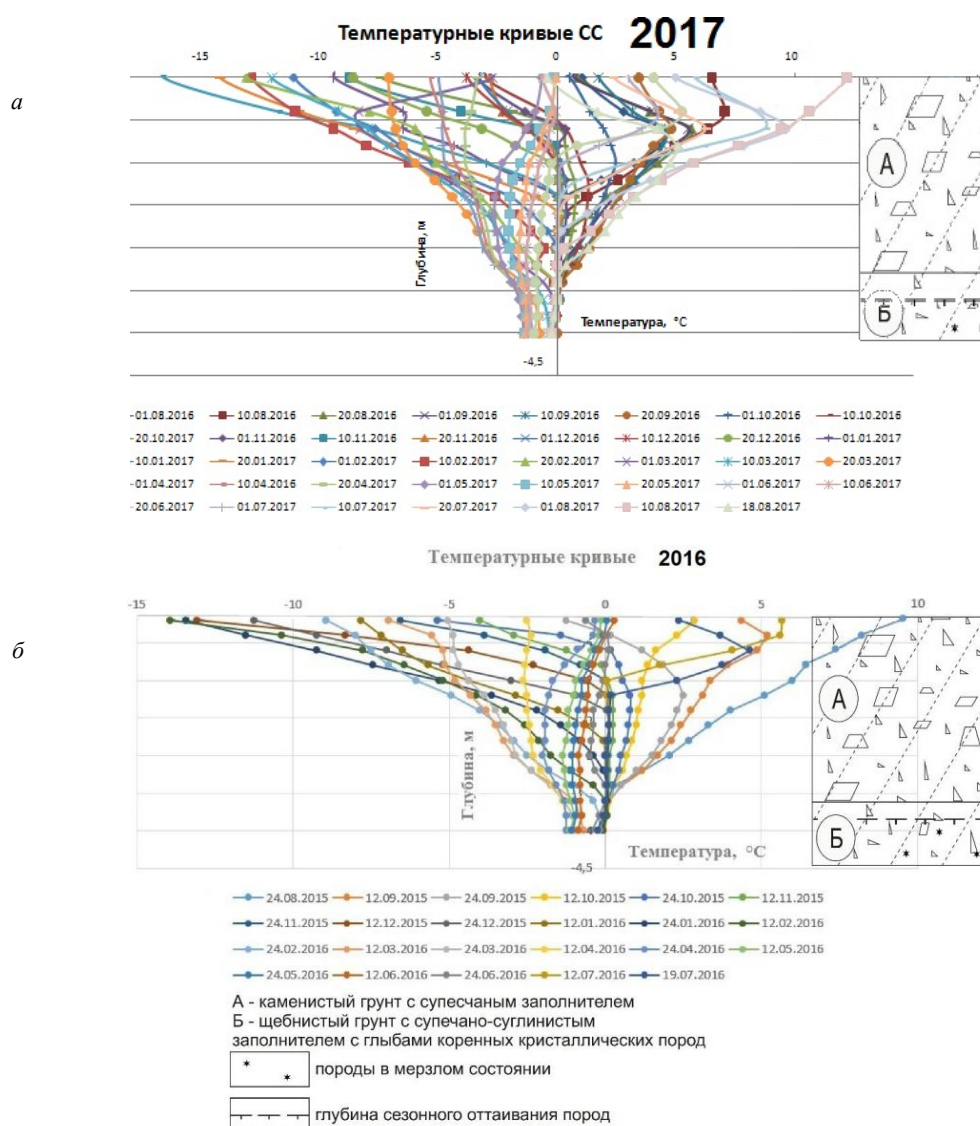 Температурные кривые СС 2017
-15 -10 -5 0 5 10
а
А
Глубина, м
Б
Температура, °С
-4,5
01.08.2016 10.08.2016 20.08.2016 01.09.2016 10.09.2016 20.09.2016 01.10.2016 10.10.2016
20.10.2017 01.11.2016 10.11.2016 20.11.2016 01.12.2016 10.12.2016 20.12.2016 01.01.2017
10.01.2017 20.01.2017 01.02.2017 10.02.2017 20.02.2017 01.03.2017 10.03.2017 20.03.2017
01.04.2017 10.04.2016 20.04.2017 01.05.2017 10.05.2017 20.05.2017 01.06.2017 10.06.2017
20.06.2017 01.07.2017 10.07.2017 20.07.2017 01.08.2017 10.08.2017 18.08.2017
Температурные кривые 2016
-15 -10 -5 0 5 10
б
А
Глубина, м
Б
Температура, °С
-4,5
24.08.2015 12.09.2015 24.09.2015 12.10.2015 24.10.2015 12.11.2015
24.11.2015 12.12.2015 24.12.2015 12.01.2016 24.01.2016 12.02.2016
24.02.2016 12.03.2016 24.03.2016 12.04.2016 24.04.2016 12.05.2016
24.05.2016 12.06.2016 24.06.2016 12.07.2016 19.07.2016
А - каменистый грунт с супесчаным заполнителем
Б - щебнистый грунт с супечано-суглинистым
заполнителем с глыбами коренных кристаллических пород
породы в мерзлом состоянии
глубина сезонного оттаивания пород